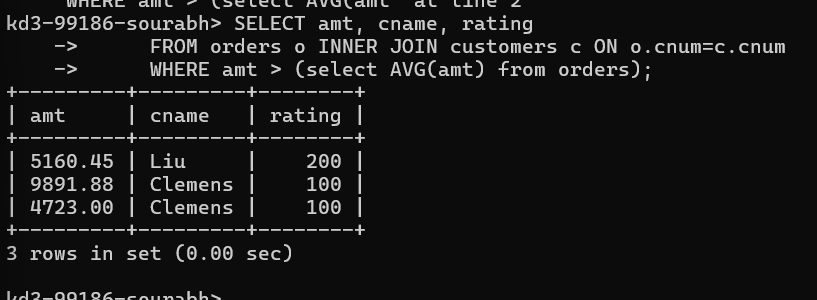 WHERE amt > (select AVG(amt' at line 2
kd3-99186-sourabh> SELECT amt, cname, rating
    ->      FROM orders o INNER JOIN customers c ON o.cnum=c.cnum
    ->      WHERE amt > (select AVG(amt) from orders);
+---------+---------+--------+
| amt     | cname   | rating |
+---------+---------+--------+
| 5160.45 | Liu     |    200 |
| 9891.88 | Clemens |    100 |
| 4723.00 | Clemens |    100 |
+---------+---------+--------+
3 rows in set (0.00 sec)
kd3-99186-sourabh>